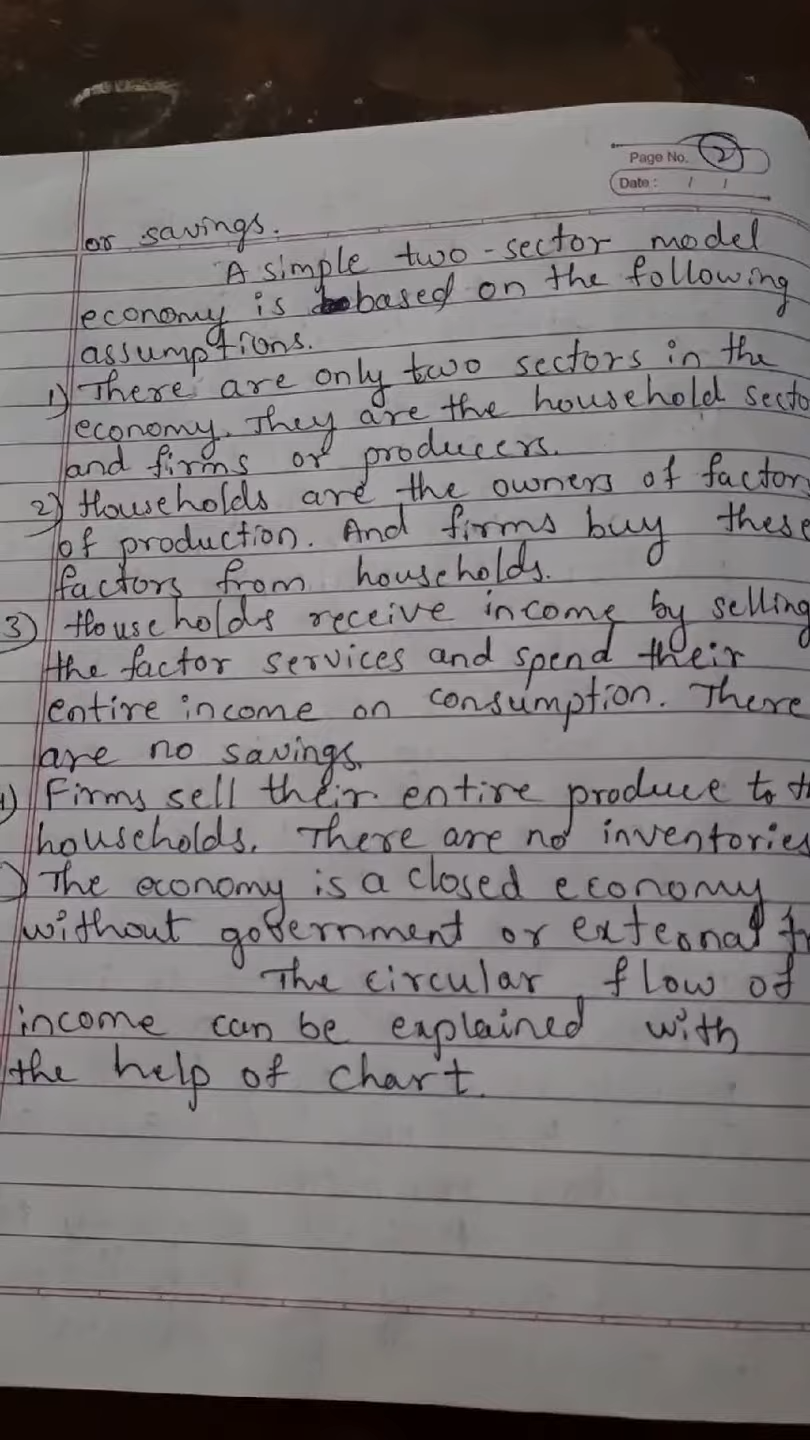 Page No. 2
Date : / /
or savings.
A simple two-sector model
economy is based on the following
assumptions.
1) There are only two sectors in the
economy. They are the household secto
and firms or producers.
2) Households are the owners of factor
of production. And firms buy these
factors from households.
3) Households receive income by selling
the factor services and spend their
entire income on consumption. There
are no savings.
) Firms sell their entire produce to th
households. There are no inventories
) The economy is a closed economy
without government or external
The circular flow of
income can be explained with
the help of chart.